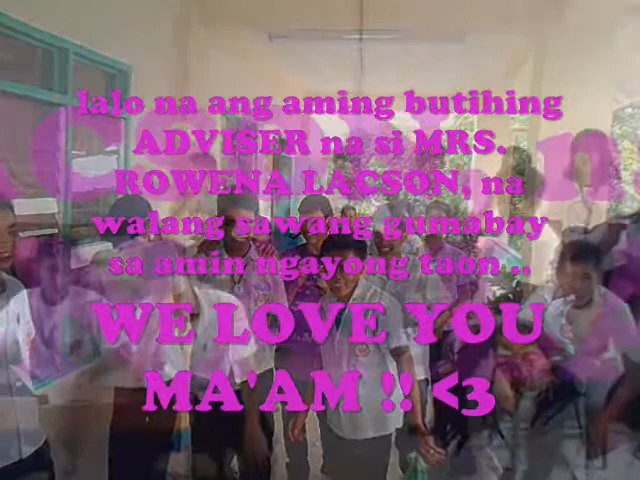 lalo na ang aming butihing
ADVISER na si MRS.
ROWENA LACSON, na
walang sawang gumabay
sa amin ngayong taon ..
WE LOVE YOU
MA'AM !! <3